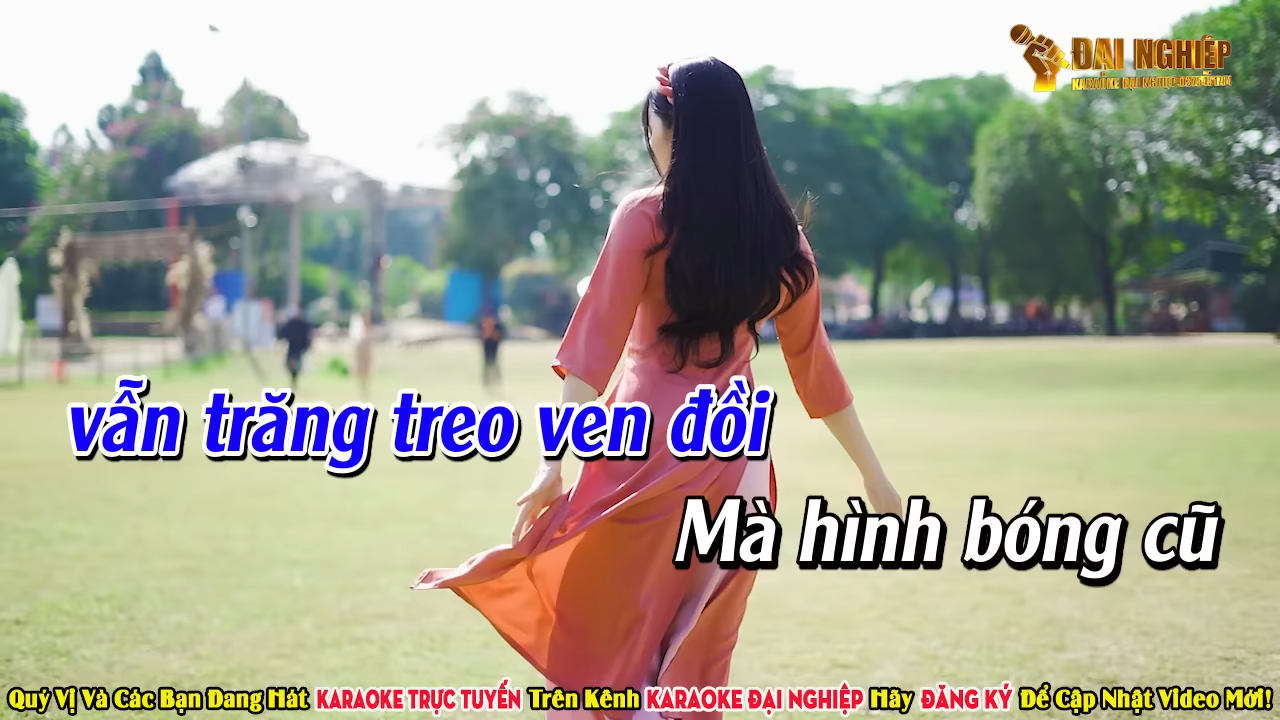 ĐẠI NGHIỆP
vẫn trăng treo ven đồi
Mà hình bóng cũ
Quý Vị Và Các Bạn Đang Hát KARAOKE TRỰC TUYẾN Trên Kênh KARAOKE ĐẠI NGHIỆP Hãy ĐĂNG KÝ Để Cập Nhật Video Mới!